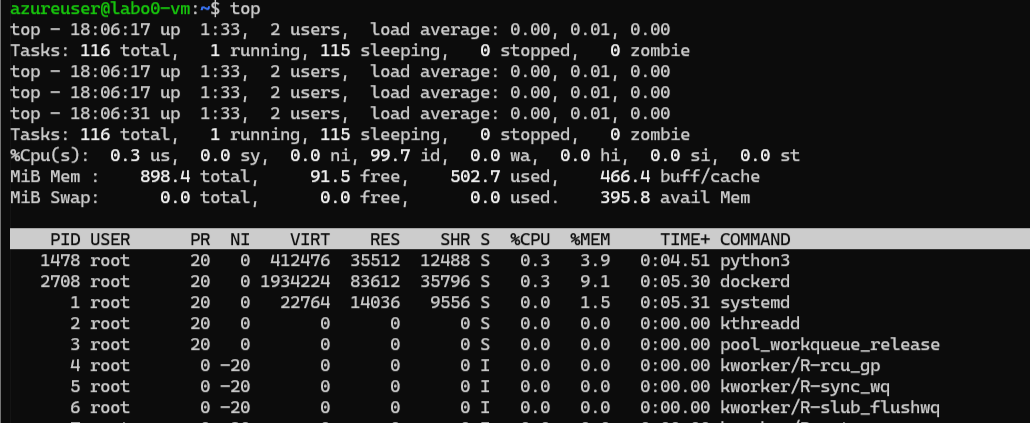 azureuser@labo0-vm:~$ top
top - 18:06:17 up  1:33,  2 users,  load average: 0.00, 0.01, 0.00
Tasks: 116 total,   1 running, 115 sleeping,   0 stopped,   0 zombie
top - 18:06:17 up  1:33,  2 users,  load average: 0.00, 0.01, 0.00
top - 18:06:17 up  1:33,  2 users,  load average: 0.00, 0.01, 0.00
top - 18:06:31 up  1:33,  2 users,  load average: 0.00, 0.01, 0.00
Tasks: 116 total,   1 running, 115 sleeping,   0 stopped,   0 zombie
%Cpu(s):  0.3 us,  0.0 sy,  0.0 ni, 99.7 id,  0.0 wa,  0.0 hi,  0.0 si,  0.0 st
MiB Mem :    898.4 total,     91.5 free,    502.7 used,    466.4 buff/cache
MiB Swap:      0.0 total,      0.0 free,      0.0 used.    395.8 avail Mem
PID USER      PR  NI    VIRT    RES    SHR S  %CPU  %MEM     TIME+ COMMAND
1478 root      20   0  412476  35512  12488 S   0.3   3.9   0:04.51 python3
2708 root      20   0 1934224  83612  35796 S   0.3   9.1   0:05.30 dockerd
1 root      20   0   22764  14036   9556 S   0.0   1.5   0:05.31 systemd
2 root      20   0       0      0      0 S   0.0   0.0   0:00.00 kthreadd
3 root      20   0       0      0      0 S   0.0   0.0   0:00.00 pool_workqueue_release
4 root       0 -20       0      0      0 I   0.0   0.0   0:00.00 kworker/R-rcu_gp
5 root       0 -20       0      0      0 I   0.0   0.0   0:00.00 kworker/R-sync_wq
6 root       0 -20       0      0      0 I   0.0   0.0   0:00.00 kworker/R-slub_flushwq